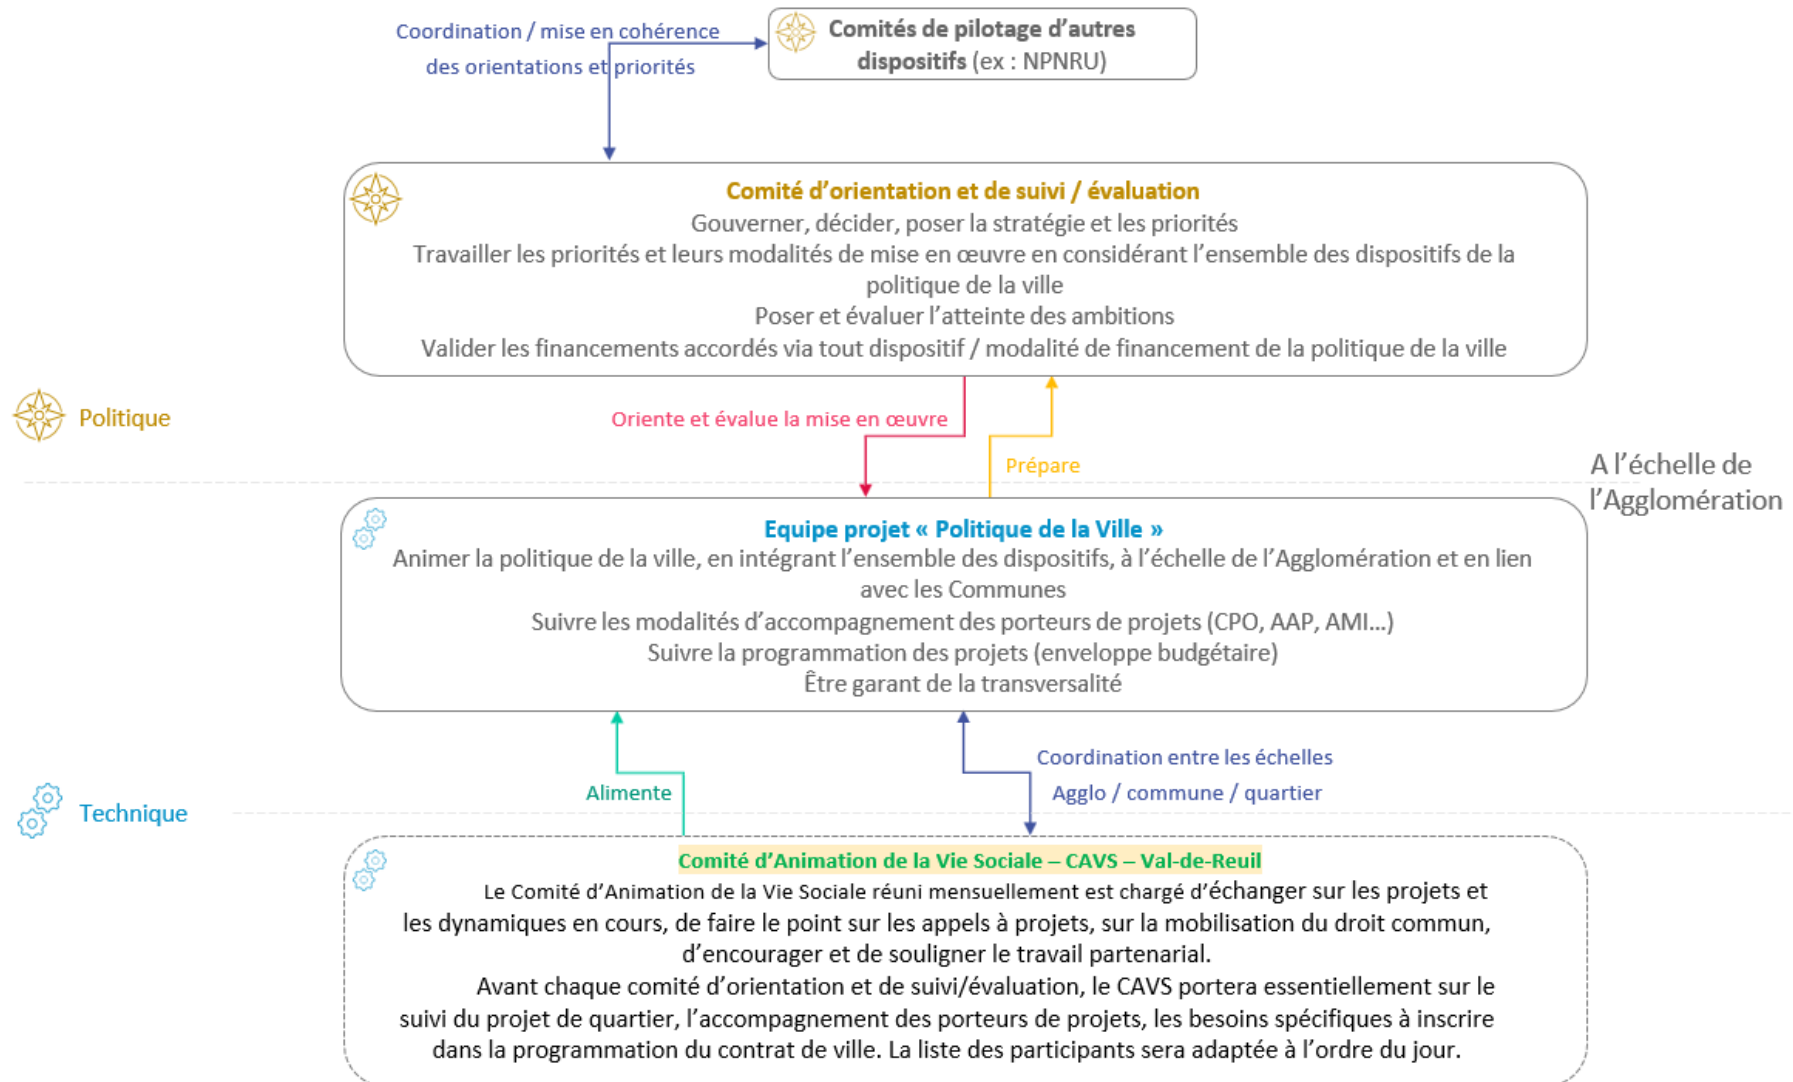 Coordination / mise en cohérence
des orientations et priorités
Comités de pilotage d’autres
dispositifs (ex : NPNRU)
Comité d’orientation et de suivi / évaluation
Gouverner, décider, poser la stratégie et les priorités
Travailler les priorités et leurs modalités de mise en œuvre en considérant l’ensemble des dispositifs de la
politique de la ville
Poser et évaluer l’atteinte des ambitions
Valider les financements accordés via tout dispositif / modalité de financement de la politique de la ville
Politique
Oriente et évalue la mise en œuvre
Prépare
A l’échelle de
l’Agglomération
Equipe projet « Politique de la Ville »
Animer la politique de la ville, en intégrant l’ensemble des dispositifs, à l’échelle de l’Agglomération et en lien
avec les Communes
Suivre les modalités d’accompagnement des porteurs de projets (CPO, AAP, AMI…)
Suivre la programmation des projets (enveloppe budgétaire)
Être garant de la transversalité
Coordination entre les échelles
Agglo / commune / quartier
Alimente
Technique
Comité d’Animation de la Vie Sociale – CAVS – Val-de-Reuil
Le Comité d’Animation de la Vie Sociale réuni mensuellement est chargé d’échanger sur les projets et
les dynamiques en cours, de faire le point sur les appels à projets, sur la mobilisation du droit commun,
d’encourager et de souligner le travail partenarial.
Avant chaque comité d’orientation et de suivi/évaluation, le CAVS portera essentiellement sur le
suivi du projet de quartier, l’accompagnement des porteurs de projets, les besoins spécifiques à inscrire
dans la programmation du contrat de ville. La liste des participants sera adaptée à l’ordre du jour.